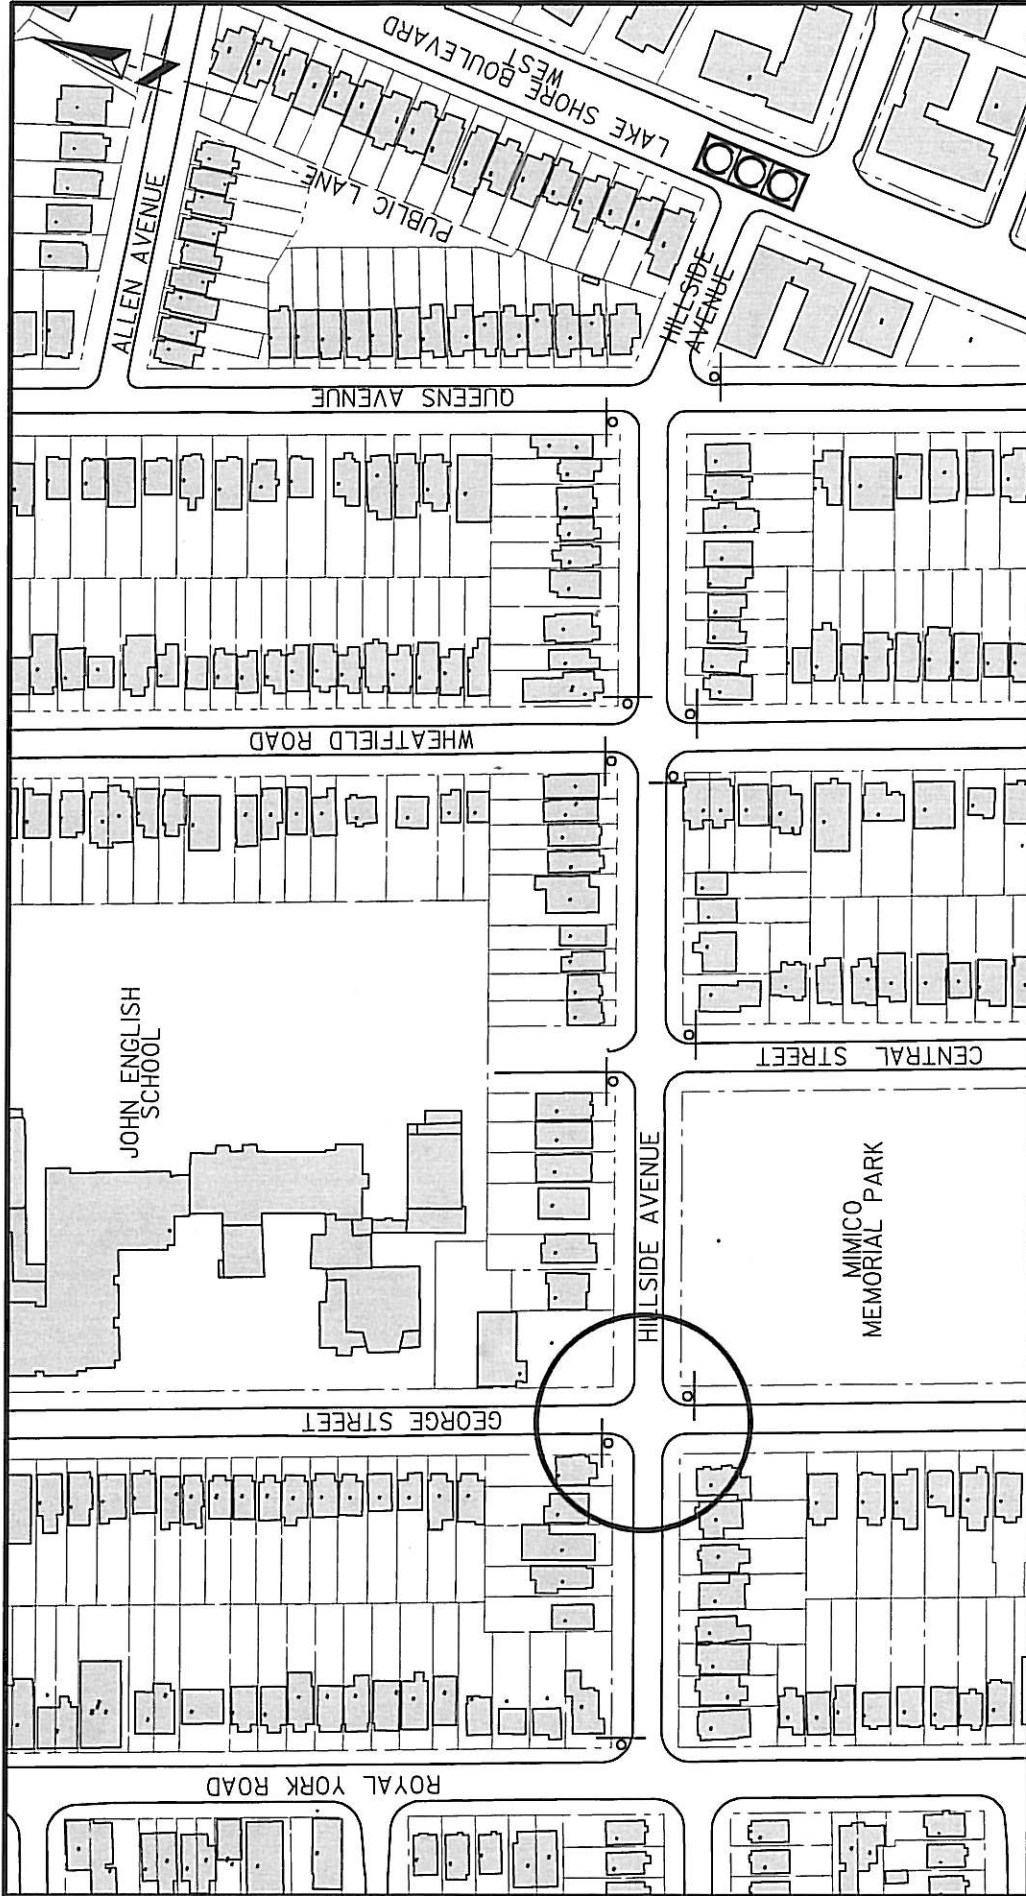 LAKE SHORE BOULEVARD
WEST
ALLEN AVENUE
PUBLIC LANE
HILLSIDE
AVENUE
QUEENS AVENUE
WHEATFIELD ROAD
JOHN ENGLISH
SCHOOL
CENTRAL STREET
HILLSIDE AVENUE
MIMICO
MEMORIAL PARK
GEORGE STREET
ROYAL YORK ROAD